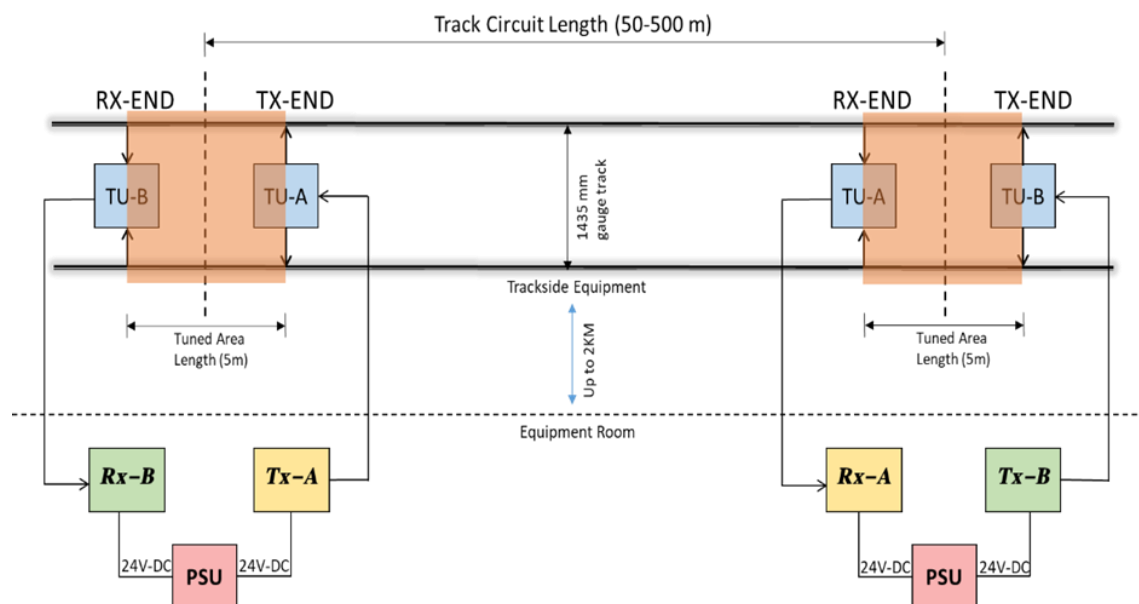 Track Circuit Length (50-500 m)
RX-END
TX-END
RX-END
TX-END
TU-B
TU-A
1435 mm
gauge track
TU-A
TU-B
Trackside Equipment
Tuned Area
Length (5m)
Up to 2KM
Tuned Area
Length (5m)
Equipment Room
Rx-B
Tx-A
Rx-A
Tx-B
24V-DC
PSU
24V-DC
24V-DC
PSU
24V-DC